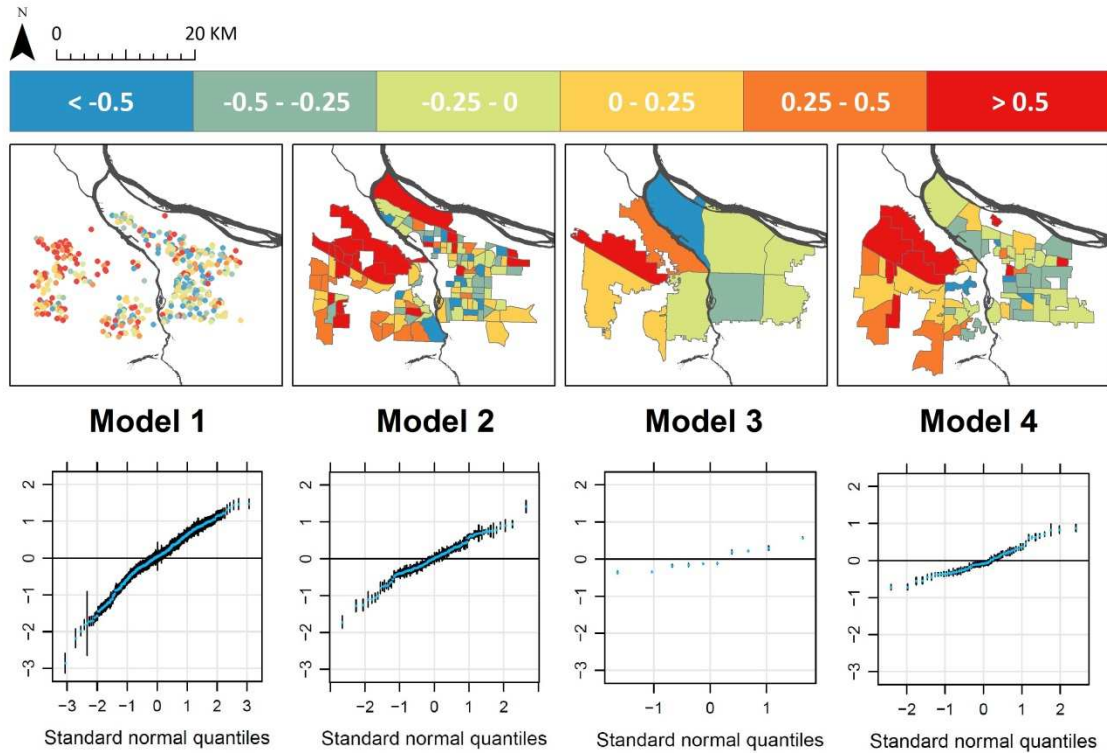 N
0 20 KM
< -0.5 -0.5 - -0.25 -0.25 - 0 0 - 0.25 0.25 - 0.5 > 0.5
Model 1 Model 2 Model 3 Model 4
2 2 2 2
1 1 1 1
0 0 0 0
−1 −1 −1 −1
−2 −2 −2 −2
−3 −3 −3 −3
−3 −2 −1 0 1 2 3 −2 −1 0 1 2 −1 0 1 −2 −1 0 1 2
Standard normal quantiles Standard normal quantiles Standard normal quantiles Standard normal quantiles